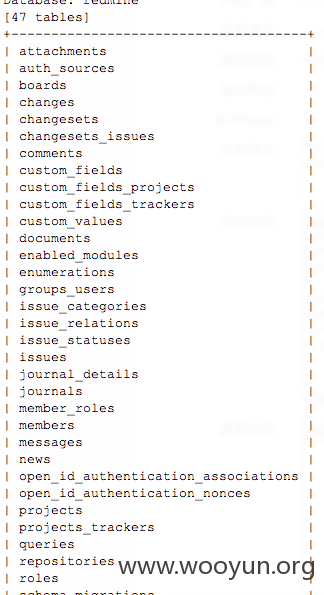 Database: redmine
[47 tables]
+---------------------------------------+
| attachments |
| auth_sources |
| boards |
| changes |
| changesets |
| changesets_issues |
| comments |
| custom_fields |
| custom_fields_projects |
| custom_fields_trackers |
| custom_values |
| documents |
| enabled_modules |
| enumerations |
| groups_users |
| issue_categories |
| issue_relations |
| issue_statuses |
| issues |
| journal_details |
| journals |
| member_roles |
| members |
| messages |
| news |
| open_id_authentication_associations |
| open_id_authentication_nonces |
| projects |
| projects_trackers |
| queries |
| repositories |
www.wooyun.org
| roles |
| schema_migrations |